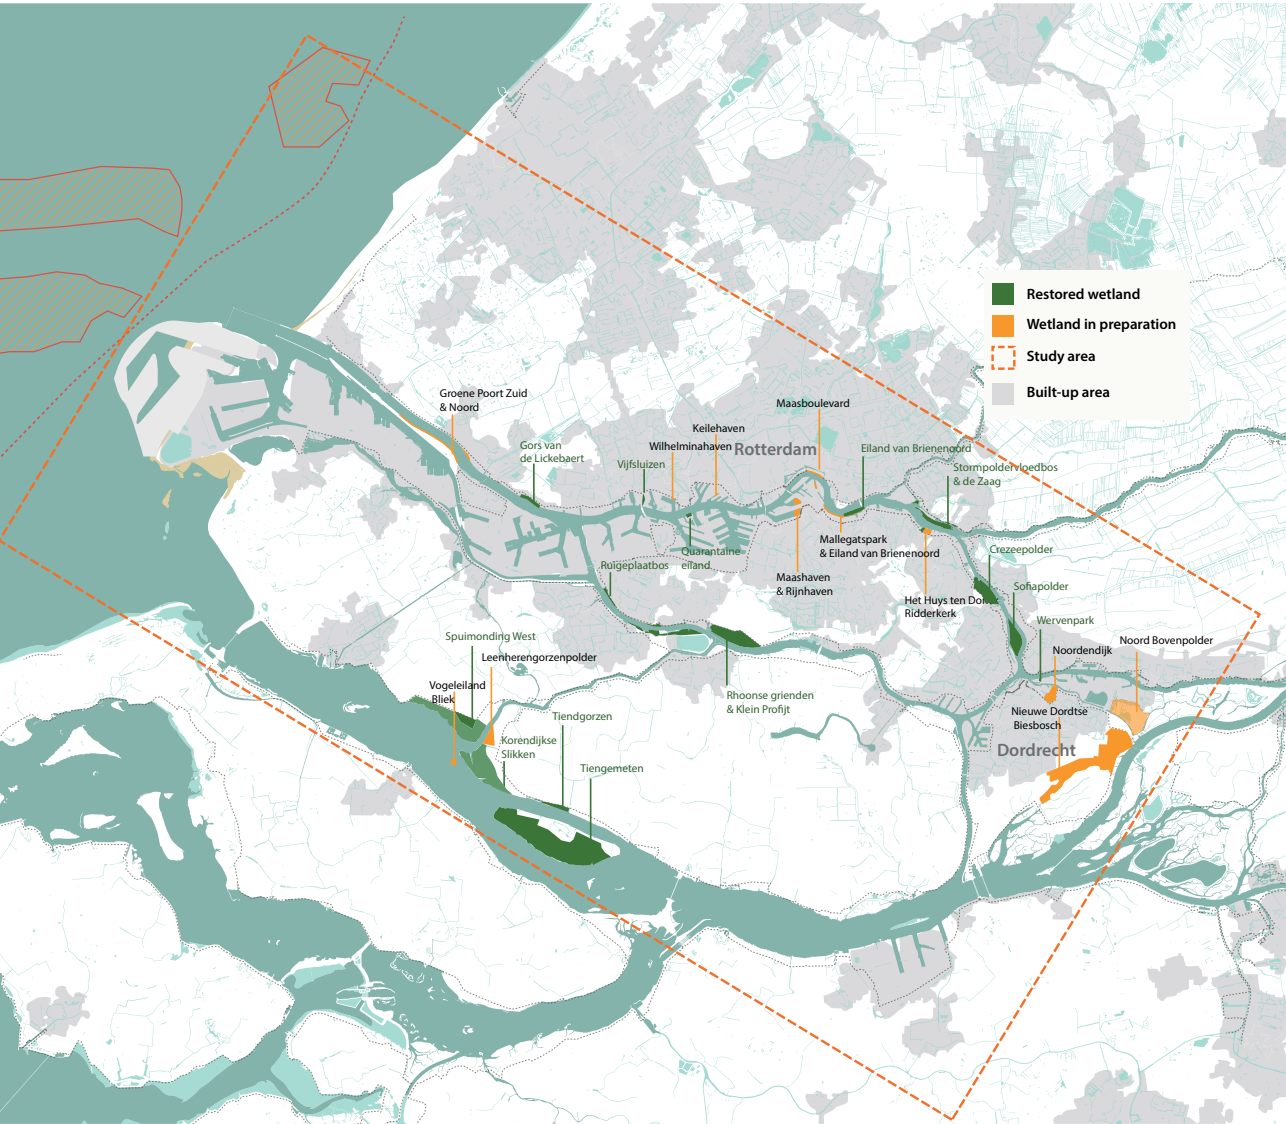 Restored wetland
Wetland in preparation
Study area
Built-up area
Groene Poort Zuid
& Noord
Maasboulevard
Keilehaven
Wilhelminahaven
Rotterdam
Gors van
de Lickebaert
Vijfsluizen
Eiland van Brienenoord
Stormpoldervloedbos
& de Zaag
Mallegatspark
& Eiland van Brienenoord
Quarantaine
eiland.
Ruigeplaatbos
Crezeepolder
Maashaven
& Rijnhaven
Sofiapolder
Het Huys ten Donk
Ridderkerk
Wervenpark
Spuimonding West
Noord Bovenpolder
Noordendijk
Leenherengorzenpolder
Vogeleiland
Bliek
Rhoonse grienden
& Klein Profijt
Nieuwe Dordtse
Biesbosch
Tiendgorzen
Korendijkse
Slikken
Dordrecht
Tiengemeten